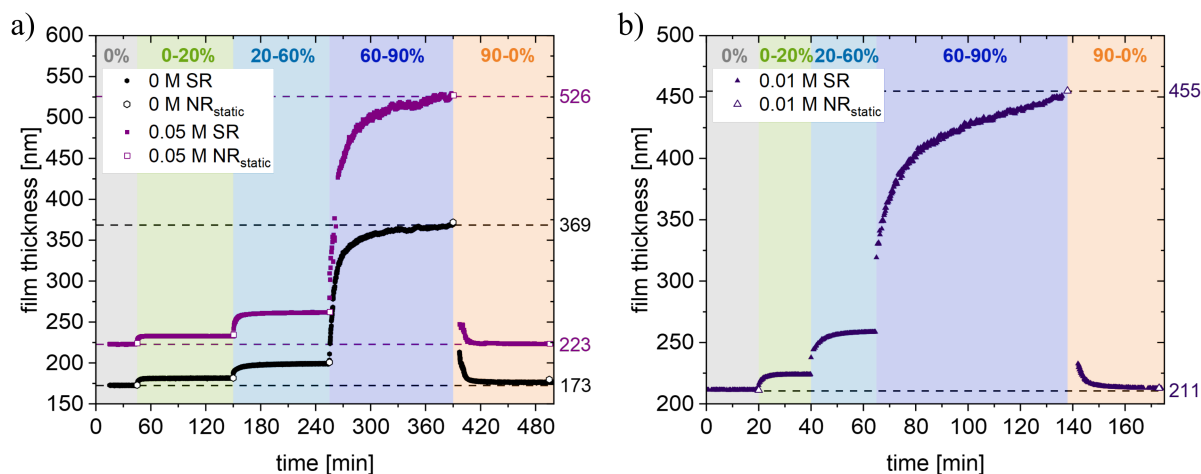 a)
film thickness [nm]
600
550
500
450
400
350
300
250
200
150
0%
0-20%
20-60%
60-90%
90-0%
0 M SR
0 M NRstatic
0.05 M SR
0.05 M NRstatic
526
369
223
173
0 60 120 180 240 300 360 420 480
time [min]
b)
film thickness [nm]
500
450
400
350
300
250
200
0%
0-20%
20-60%
60-90%
90-0%
0.01 M SR
0.01 M NRstatic
455
211
0 20 40 60 80 100 120 140 160
time [min]